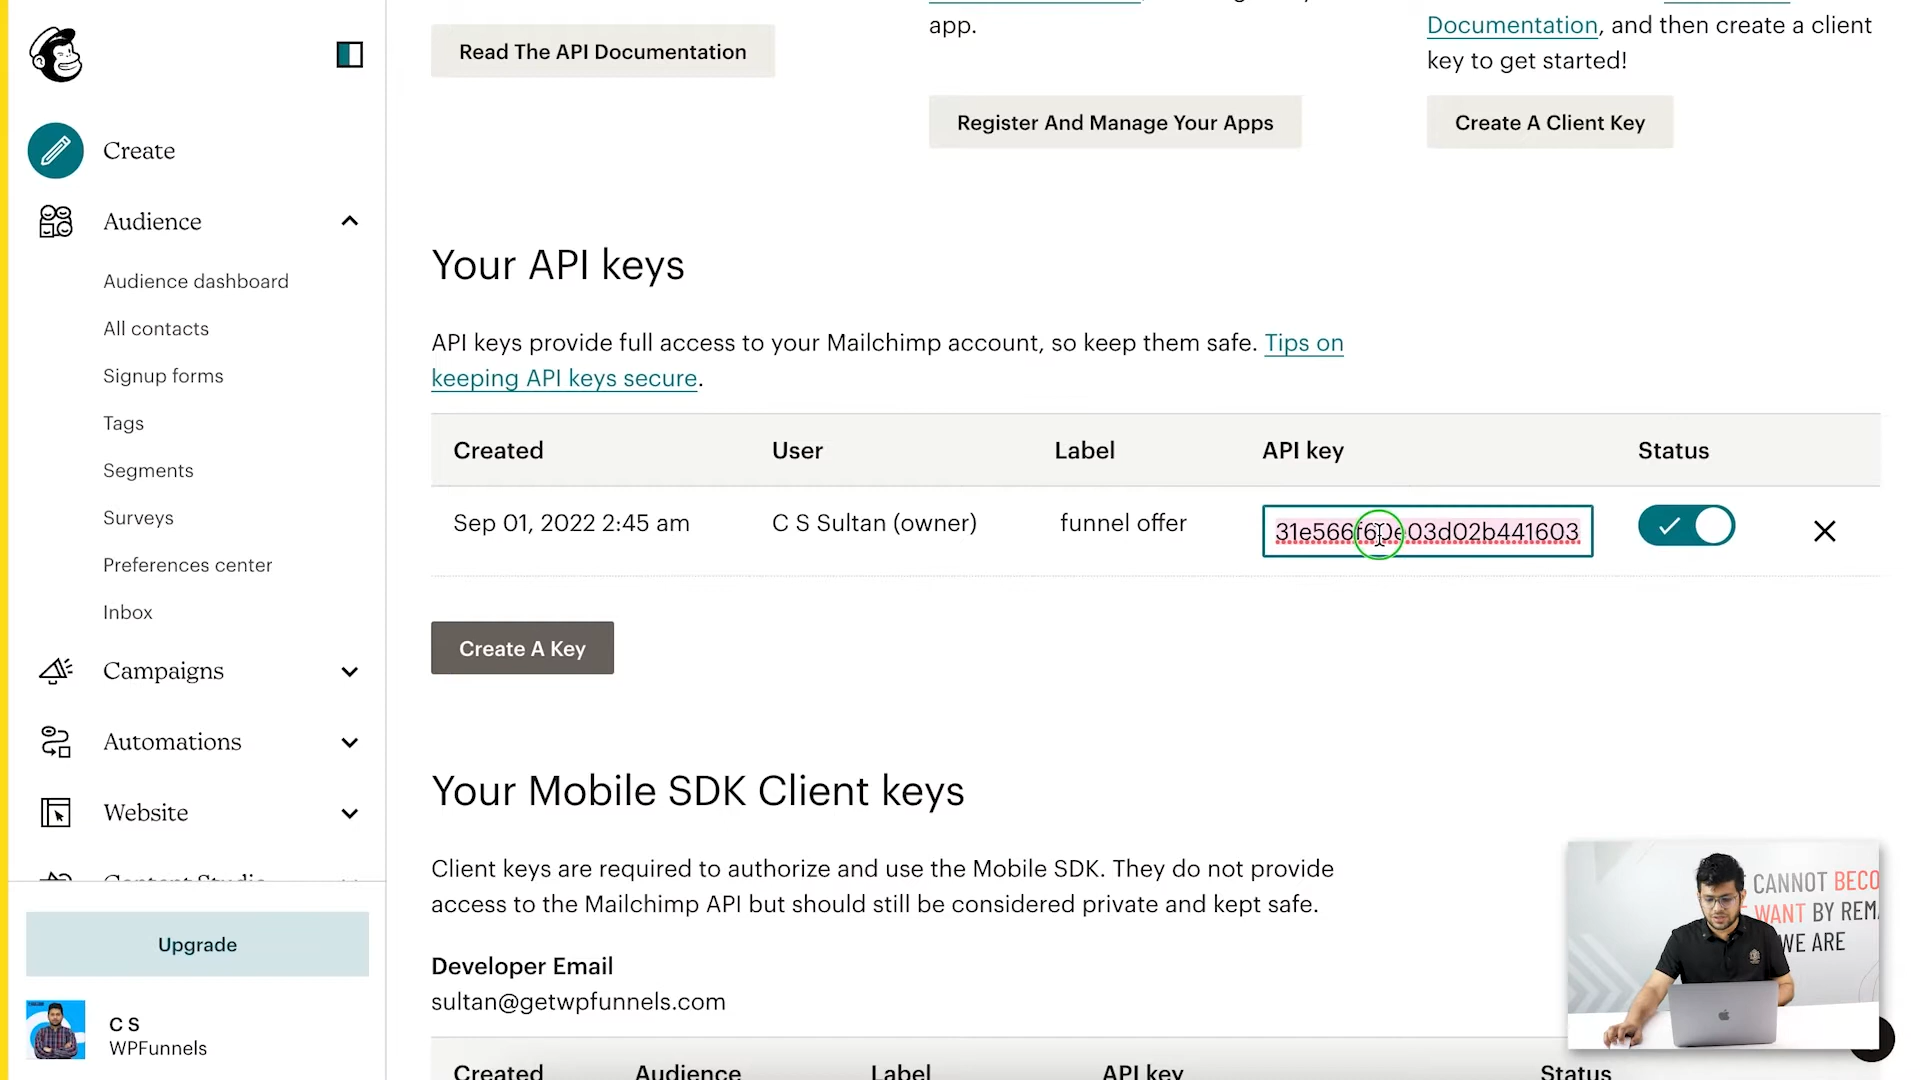 Read The API Documentation
app.
Documentation, and then create a client
key to get started!
Register And Manage Your Apps
Create A Client Key
Create
Audience
Audience dashboard
All contacts
Signup forms
Tags
Segments
Surveys
Preferences center
Inbox
Campaigns
Automations
Website
Upgrade
C S
WPFunnels
Your API keys
API keys provide full access to your Mailchimp account, so keep them safe. Tips on
keeping API keys secure.
Created User Label API key Status
Sep 01, 2022 2:45 am C S Sultan (owner) funnel offer 31e566f60e03d02b441603
Create A Key
Your Mobile SDK Client keys
Client keys are required to authorize and use the Mobile SDK. They do not provide
access to the Mailchimp API but should still be considered private and kept safe.
Developer Email
sultan@getwpfunnels.com
Created Audience Label API key Status
CANNOT BECO
WANT BY REM
WE ARE